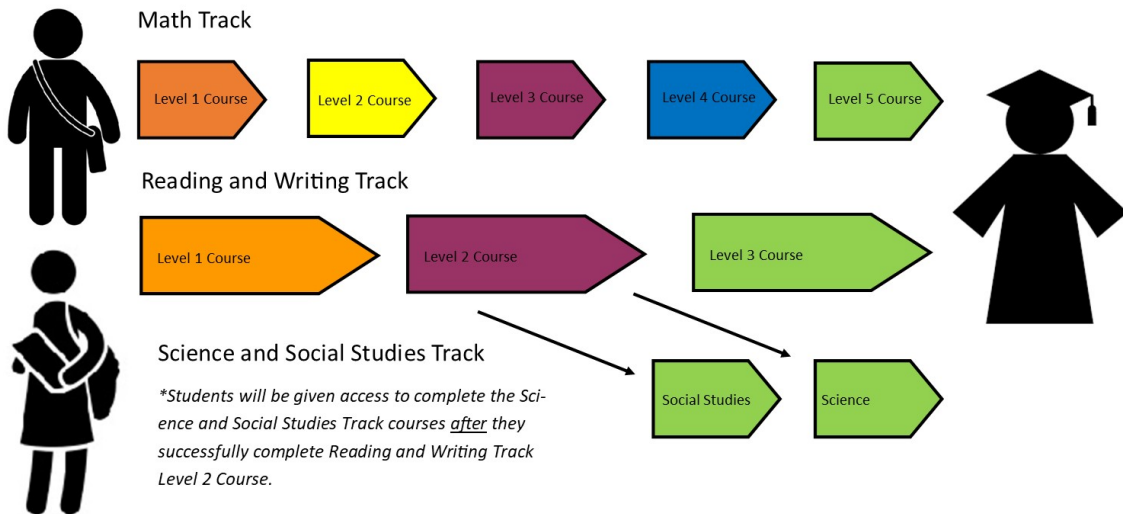 Math Track
Level 1 Course
Level 2 Course
Level 3 Course
Level 4 Course
Level 5 Course
Reading and Writing Track
Level 1 Course
Level 2 Course
Level 3 Course
Science and Social Studies Track
*Students will be given access to complete the Sci-
ence and Social Studies Track courses after they
successfully complete Reading and Writing Track
Level 2 Course.
Social Studies
Science